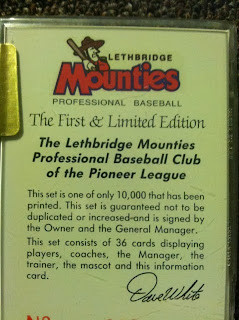 LETHBRIDGE
Mounties
PROFESSIONAL BASEBALL
The First & Limited Edition
The Lethbridge Mounties
Professional Baseball Club
of the Pioneer League
This set is one of only 10,000 that has been
printed. This set is guaranteed not to be
duplicated or increased-and is signed by
the Owner and the General Manager.
This set consists of 36 cards displaying
players, coaches, the Manager, the
trainer, the mascot and this information
card.
Dave White